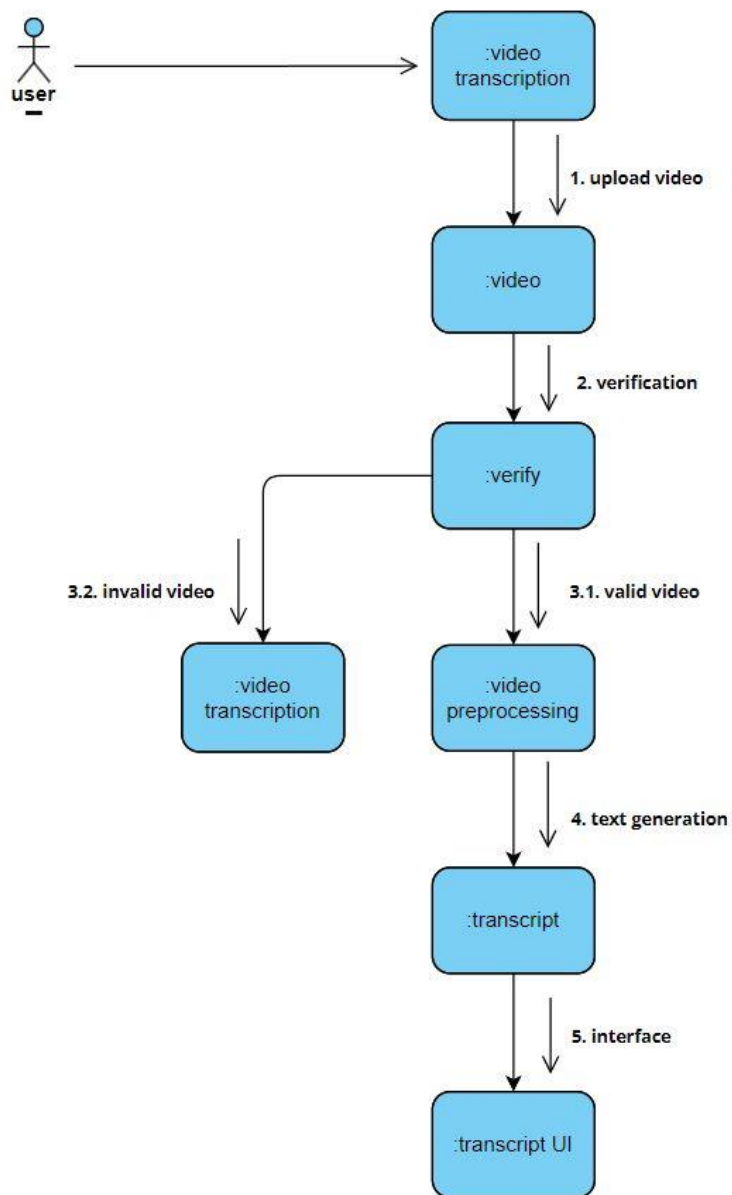 :video
transcription
user
1. upload video
:video
2. verification
:verify
3.2. invalid video
3.1. valid video
:video
transcription
:video
preprocessing
4. text generation
:transcript
5. interface
:transcript UI